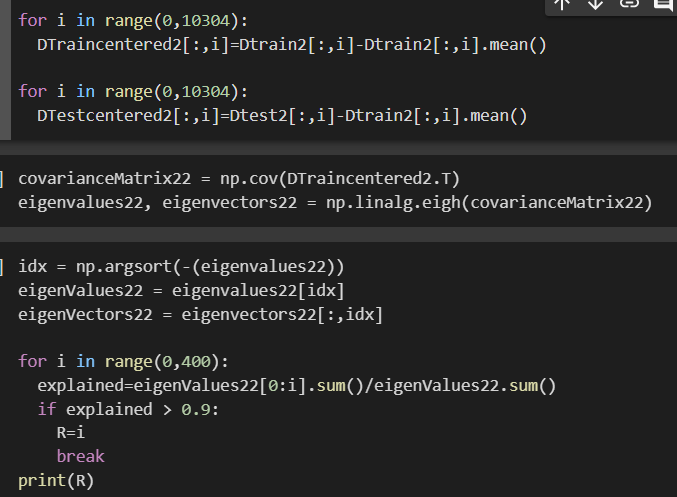 for i in range(0,10304):
  DTraincentered2[:,i]=Dtrain2[:,i]-Dtrain2[:,i].mean()

for i in range(0,10304):
  DTestcentered2[:,i]=Dtest2[:,i]-Dtrain2[:,i].mean()

] covarianceMatrix22 = np.cov(DTraincentered2.T)
eigenvalues22, eigenvectors22 = np.linalg.eigh(covarianceMatrix22)

] idx = np.argsort(-(eigenvalues22))
eigenValues22 = eigenvalues22[idx]
eigenVectors22 = eigenvectors22[:,idx]

for i in range(0,400):
  explained=eigenValues22[0:i].sum()/eigenValues22.sum()
  if explained > 0.9:
    R=i
    break
print(R)